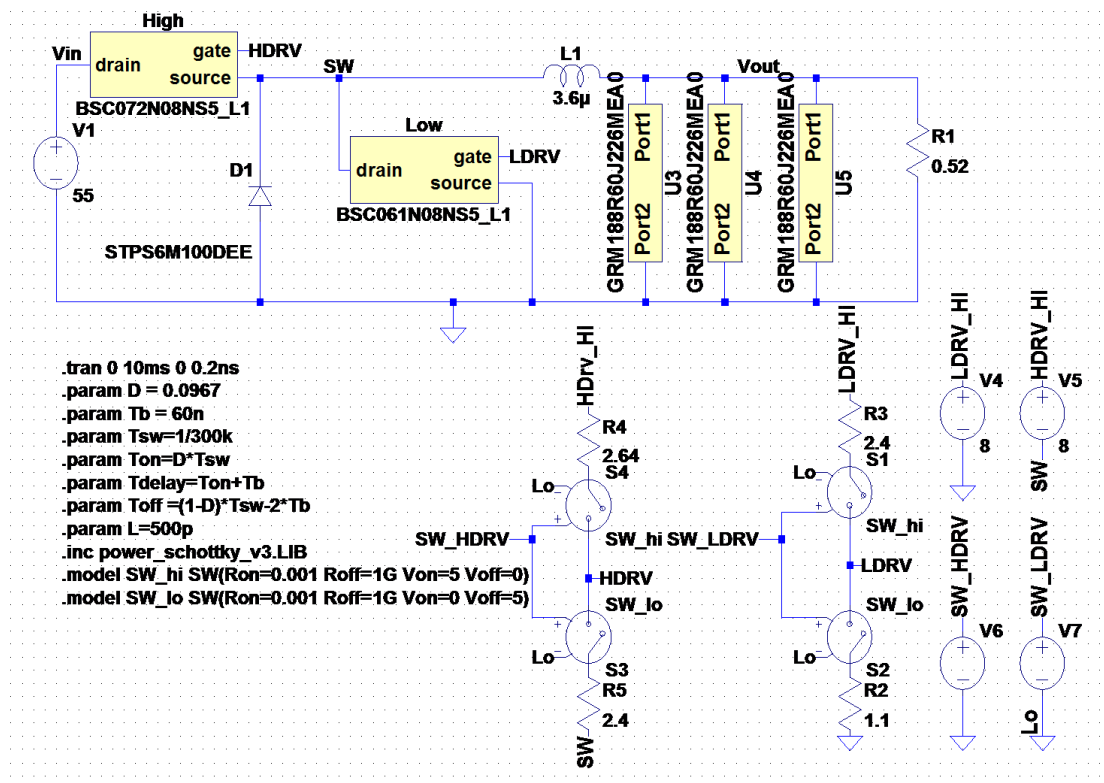 High
Vin
drain
gate
HDRV
source
BSC072N08NS5_L1
SW
L1
3.6µ
Vout
V1
55
D1
STPS6M100DEE
Low
drain
gate
LDRV
source
BSC061N08NS5_L1
GRM188R60J226MEA0
Port1
Port2
U3
GRM188R60J226MEA0
Port1
Port2
U4
GRM188R60J226MEA0
Port1
Port2
U5
R1
0.52
.tran 0 10ms 0 0.2ns
.param D = 0.0967
.param Tb = 60n
.param Tsw=1/300k
.param Ton=D*Tsw
.param Tdelay=Ton+Tb
.param Toff =(1-D)*Tsw-2*Tb
.param L=500p
.inc power_schottky_v3.LIB
.model SW_hi SW(Ron=0.001 Roff=1G Von=5 Voff=0)
.model SW_lo SW(Ron=0.001 Roff=1G Von=0 Voff=5)
HDrv_HI
R4
2.64
S4
Lo
SW_HDRV
SW_hi
HDRV
SW_lo
Lo
S3
R5
2.4
SW
LDRV_HI
R3
2.4
S1
Lo
SW_hi
SW_LDRV
LDRV
SW_lo
Lo
S2
R2
1.1
LDRV_HI
V4
8
HDRV_HI
V5
8
SW
SW_HDRV
V6
SW_LDRV
V7
Lo